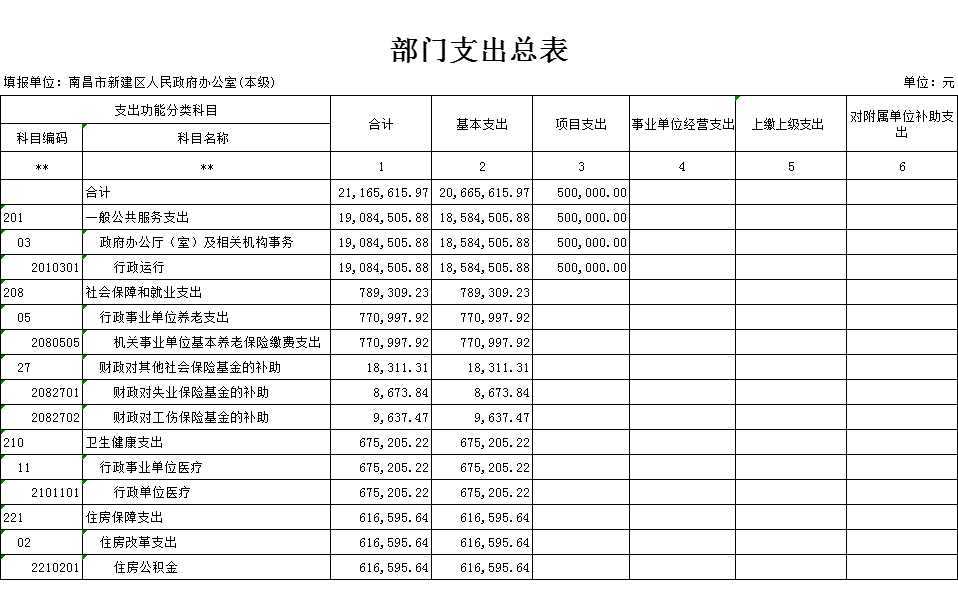 部门支出总表
填报单位：南昌市新建区人民政府办公室(本级) 单位：元
支出功能分类科目 合计 基本支出 项目支出 事业单位经营支出 上缴上级支出 对附属单位补助支出
科目编码 科目名称
** ** 1 2 3 4 5 6
合计 21,165,615.97 20,665,615.97 500,000.00
201 一般公共服务支出 19,084,505.88 18,584,505.88 500,000.00
03 政府办公厅（室）及相关机构事务 19,084,505.88 18,584,505.88 500,000.00
2010301 行政运行 19,084,505.88 18,584,505.88 500,000.00
208 社会保障和就业支出 789,309.23 789,309.23
05 行政事业单位养老支出 770,997.92 770,997.92
2080505 机关事业单位基本养老保险缴费支出 770,997.92 770,997.92
27 财政对其他社会保险基金的补助 18,311.31 18,311.31
2082701 财政对失业保险基金的补助 8,673.84 8,673.84
2082702 财政对工伤保险基金的补助 9,637.47 9,637.47
210 卫生健康支出 675,205.22 675,205.22
11 行政事业单位医疗 675,205.22 675,205.22
2101101 行政单位医疗 675,205.22 675,205.22
221 住房保障支出 616,595.64 616,595.64
02 住房改革支出 616,595.64 616,595.64
2210201 住房公积金 616,595.64 616,595.64